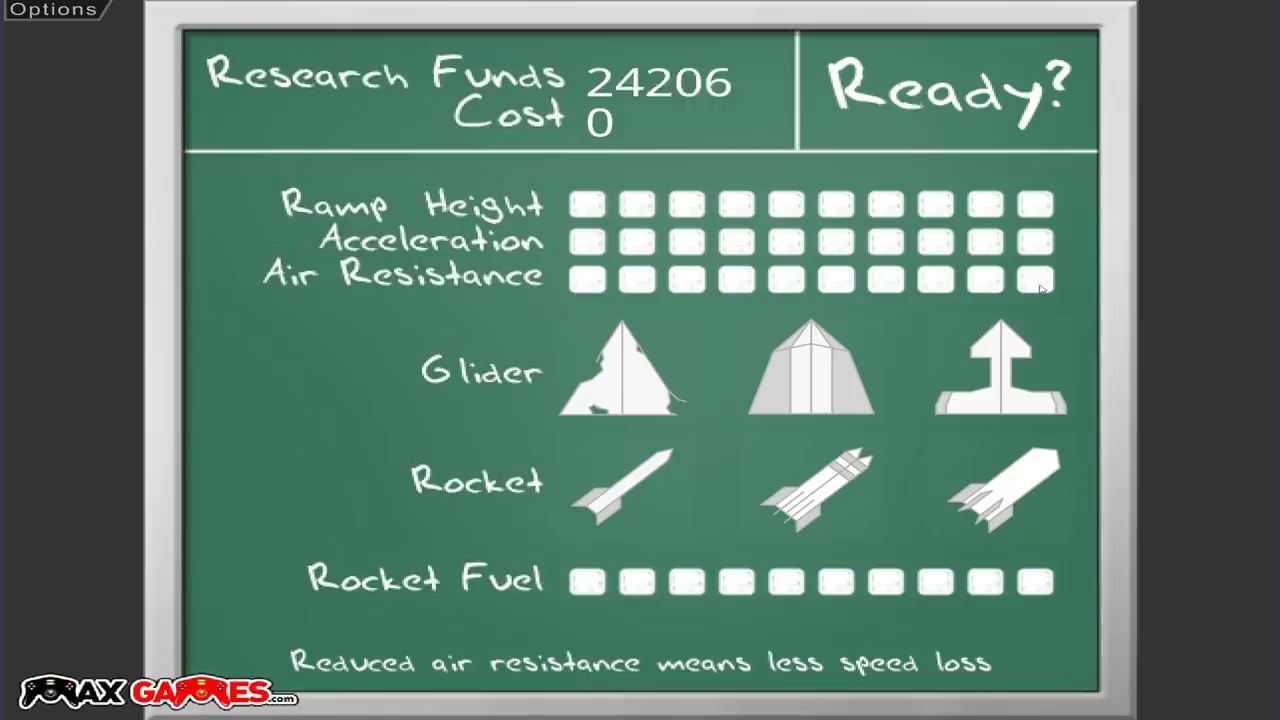 Options
Research Funds 24206
Cost 0
Ready?
Ramp Height
Acceleration
Air Resistance
Glider
Rocket
Rocket Fuel
Reduced air resistance means less speed loss
MAX GAMES.com